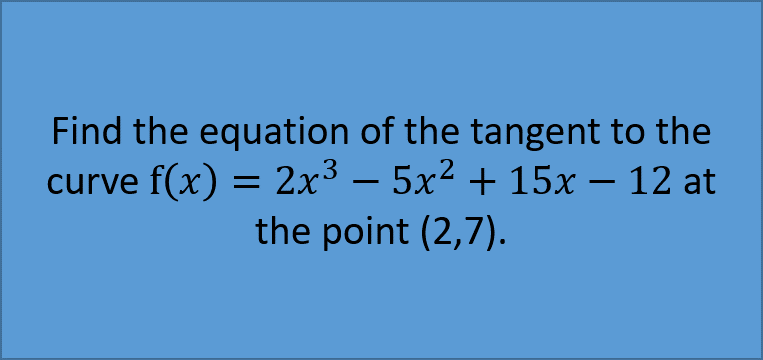 Find the equation of the tangent to the
curve f(x) = 2x³ − 5x² + 15x − 12 at
the point (2,7).